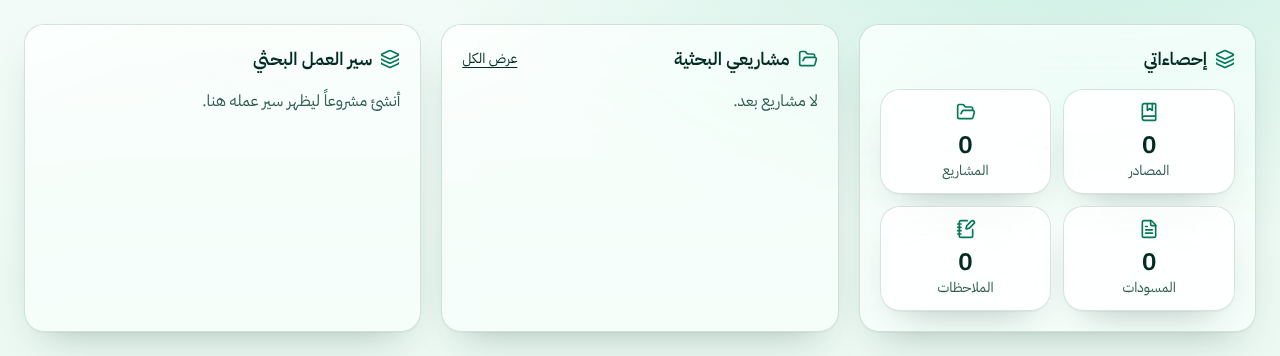 إحصاءاتي
0
المصادر
0
المشاريع
0
المسودات
0
الملاحظات
مشاريعي البحثية
عرض الكل
لا مشاريع بعد.
سير العمل البحثي
أنشئ مشروعاً ليظهر سير عمله هنا.